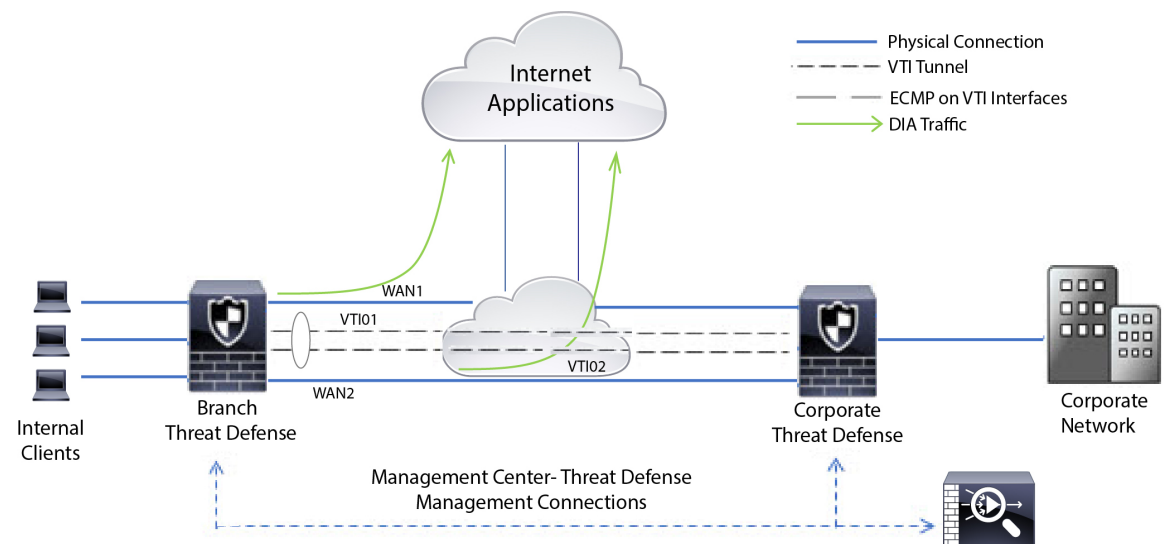 Internet
Applications
Physical Connection
VTI Tunnel
ECMP on VTI Interfaces
DIA Traffic
WAN1
VTI01
VTI02
WAN2
Internal
Clients
Branch
Threat Defense
Corporate
Threat Defense
Corporate
Network
Management Center- Threat Defense
Management Connections